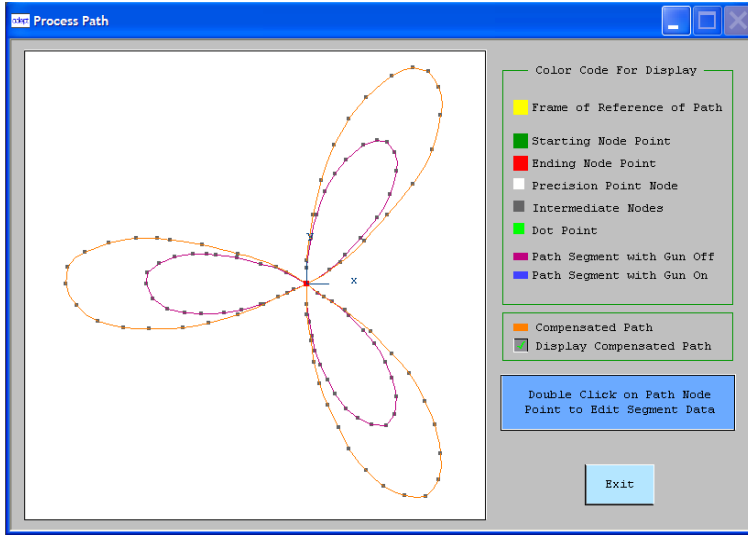 adept Process Path
Color Code For Display
Frame of Reference of Path
Starting Node Point
Ending Node Point
Precision Point Node
Intermediate Nodes
Dot Point
Path Segment with Gun Off
Path Segment with Gun On
Compensated Path
Display Compensated Path
Double Click on Path Node
Point to Edit Segment Data
Exit
Y
X